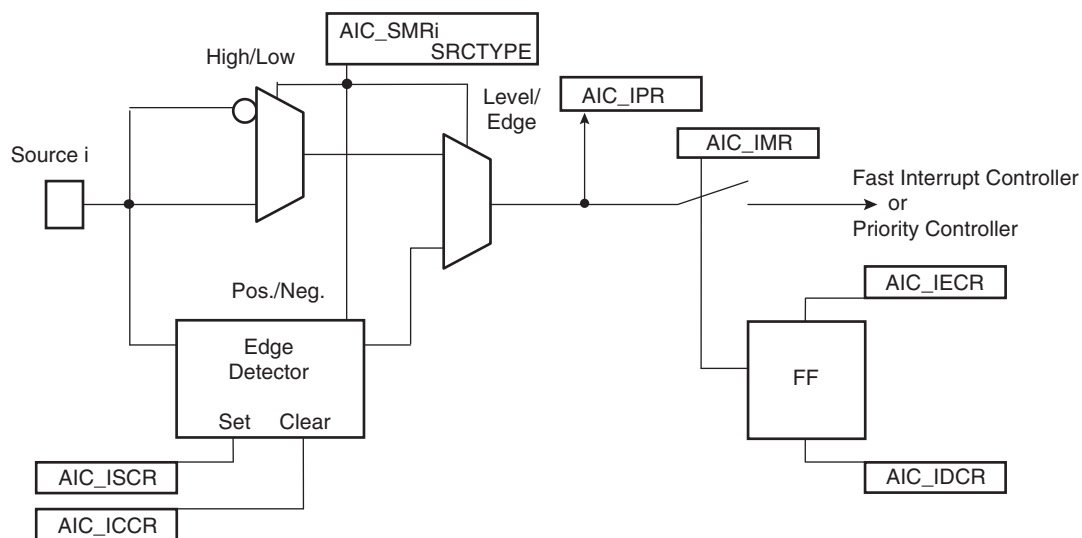 AIC_SMRi
SRCTYPE
High/Low
Level/
Edge
AIC_IPR
AIC_IMR
Source i
Fast Interrupt Controller
or
Priority Controller
Pos./Neg.
AIC_IECR
Edge
Detector
FF
Set Clear
AIC_ISCR
AIC_IDCR
AIC_ICCR